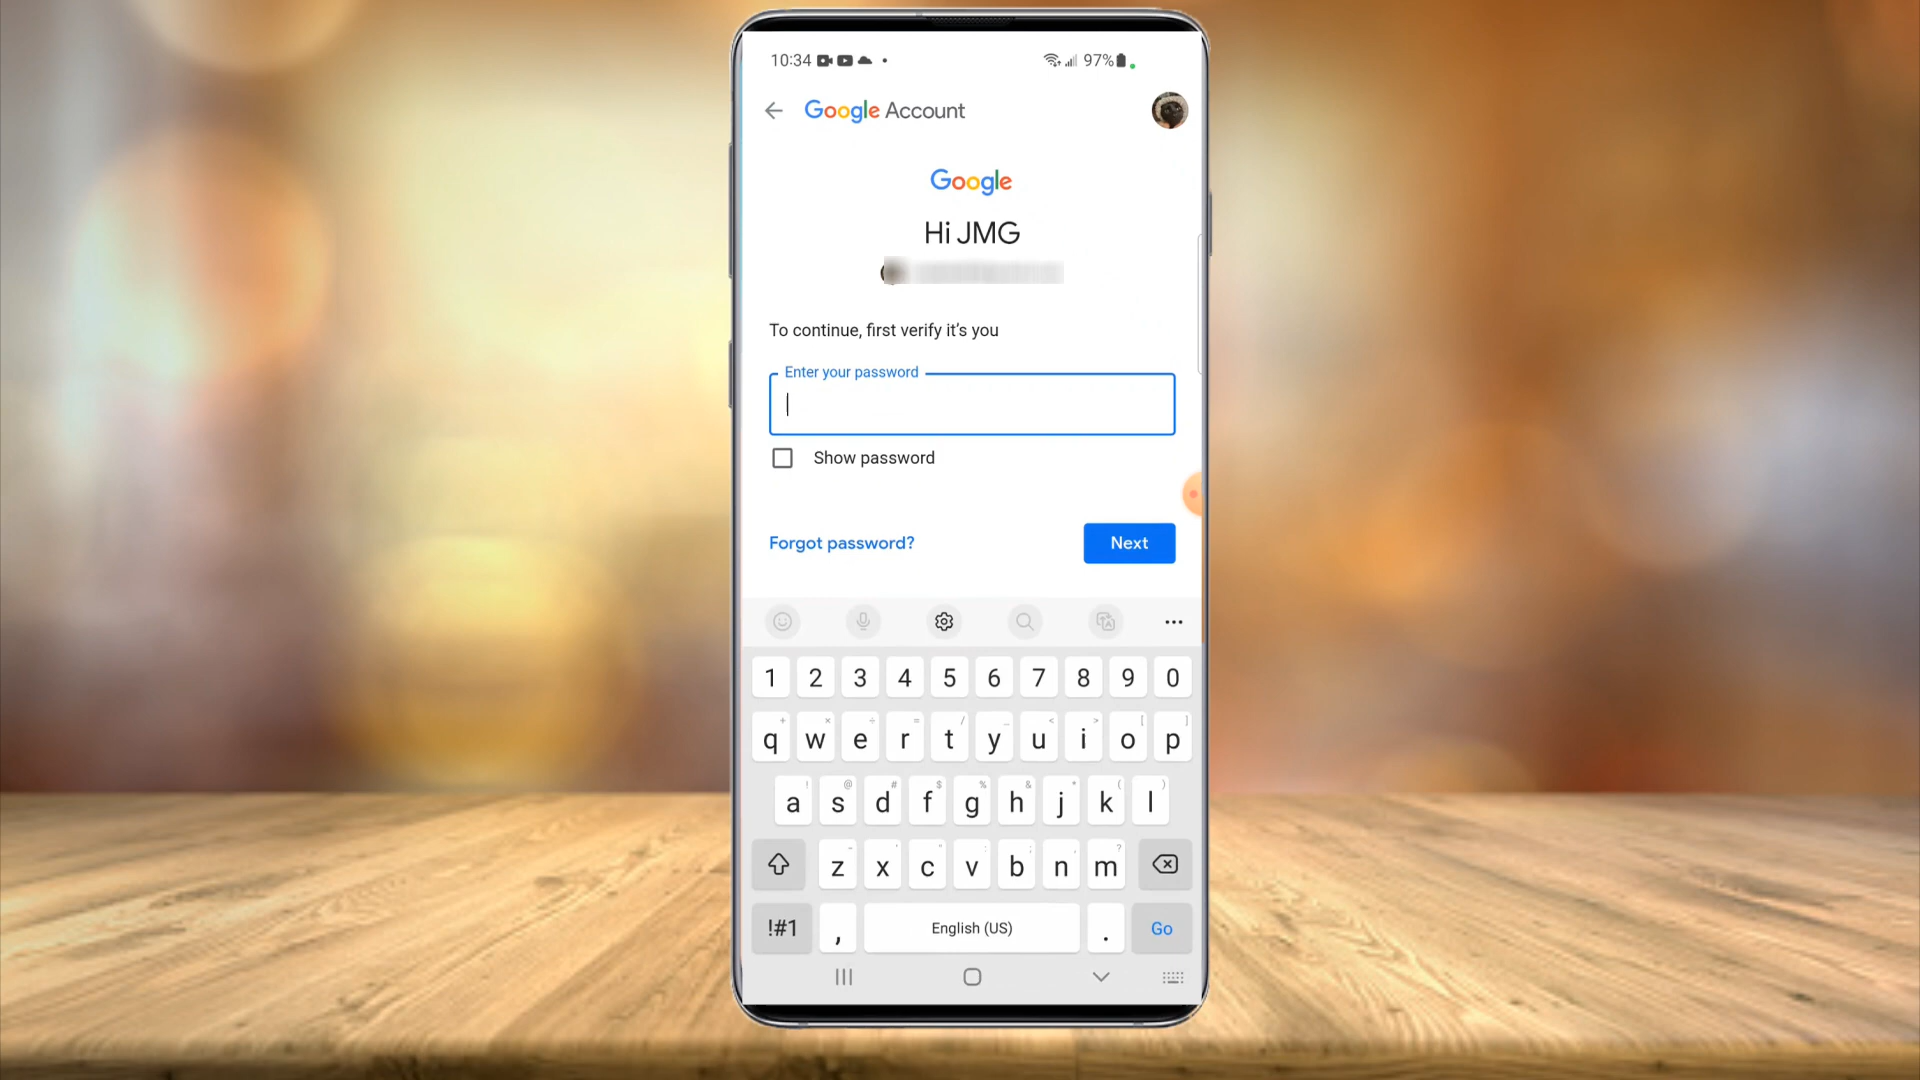 10:34 97%
Google Account
Google
Hi JMG
To continue, first verify it’s you
Enter your password
Show password
Forgot password?
Next
1 2 3 4 5 6 7 8 9 0
q w e r t y u i o p
a s d f g h j k l
z x c v b n m
!#1 , English (US) . Go